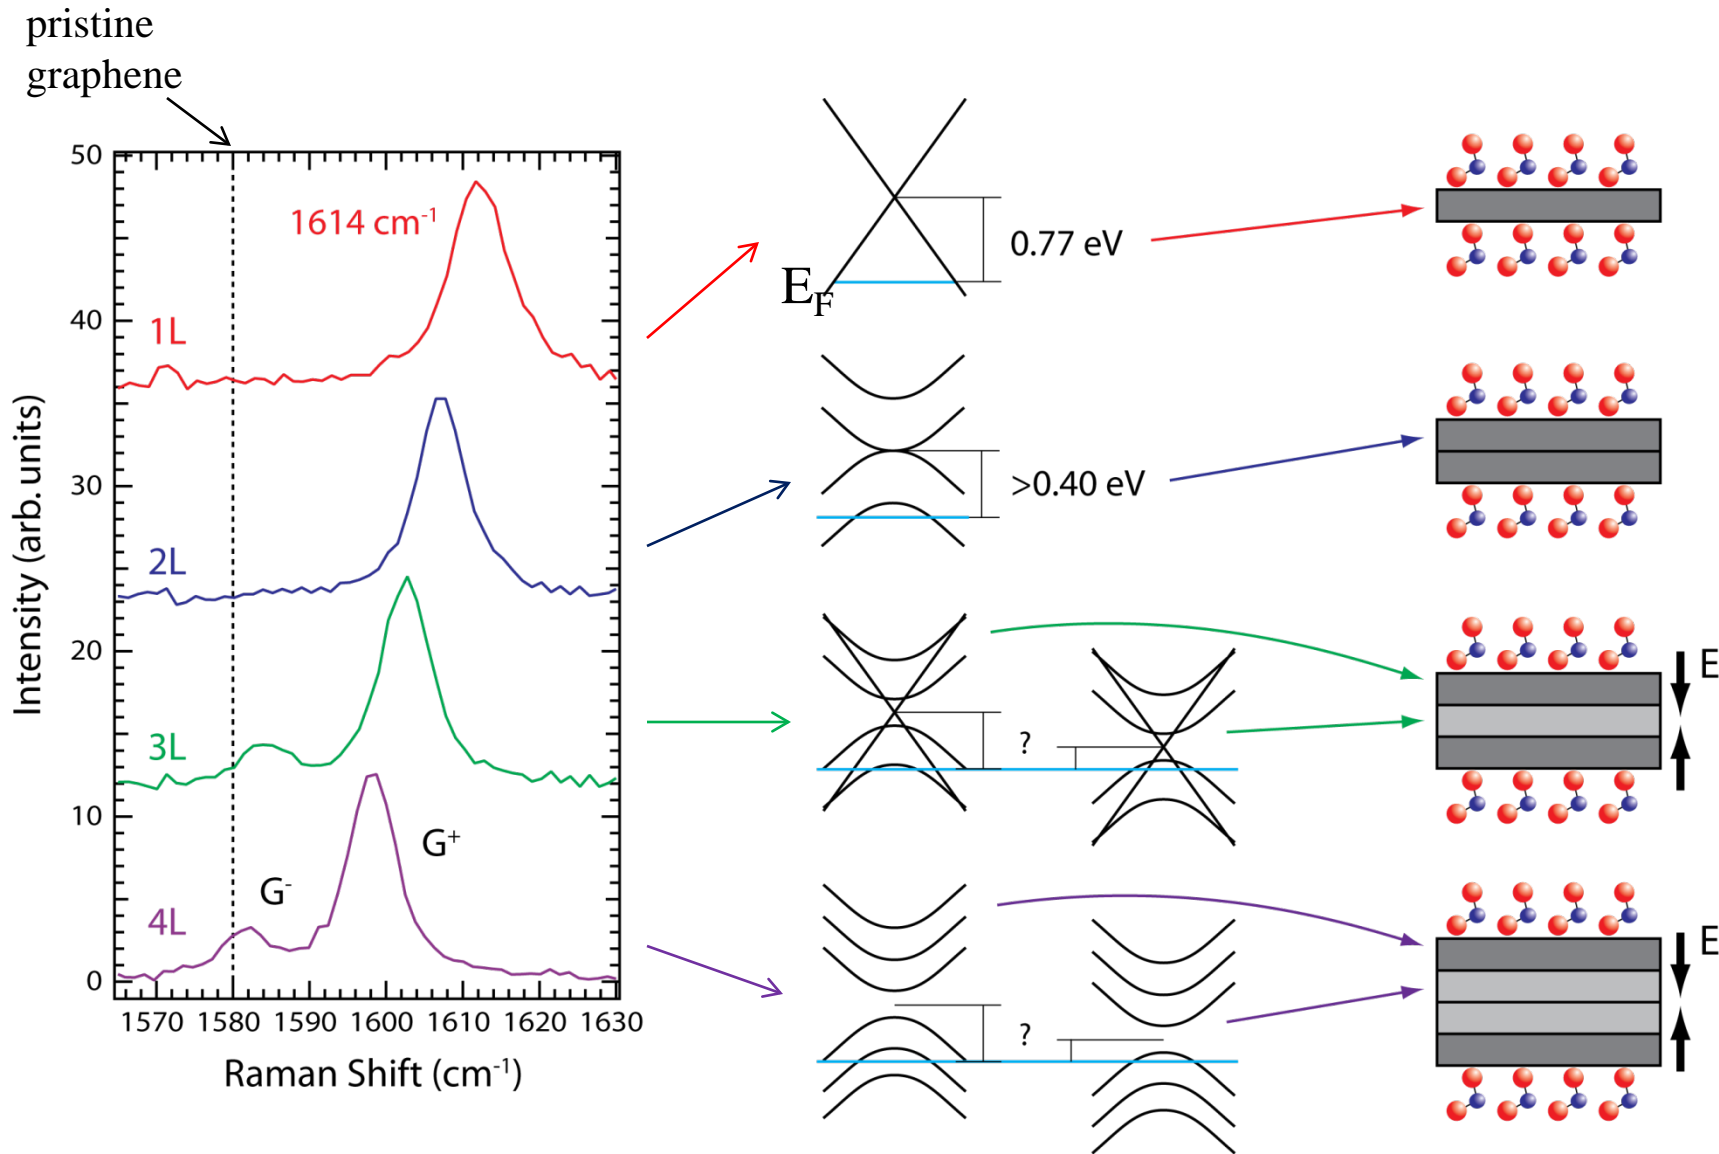 pristine
graphene
50
40
30
20
10
0
Intensity (arb. units)
1614 cm⁻¹
1L
2L
3L
4L
G⁻
G⁺
1570 1580 1590 1600 1610 1620 1630
Raman Shift (cm⁻¹)
E_F
0.77 eV
>0.40 eV
?
E
?
E